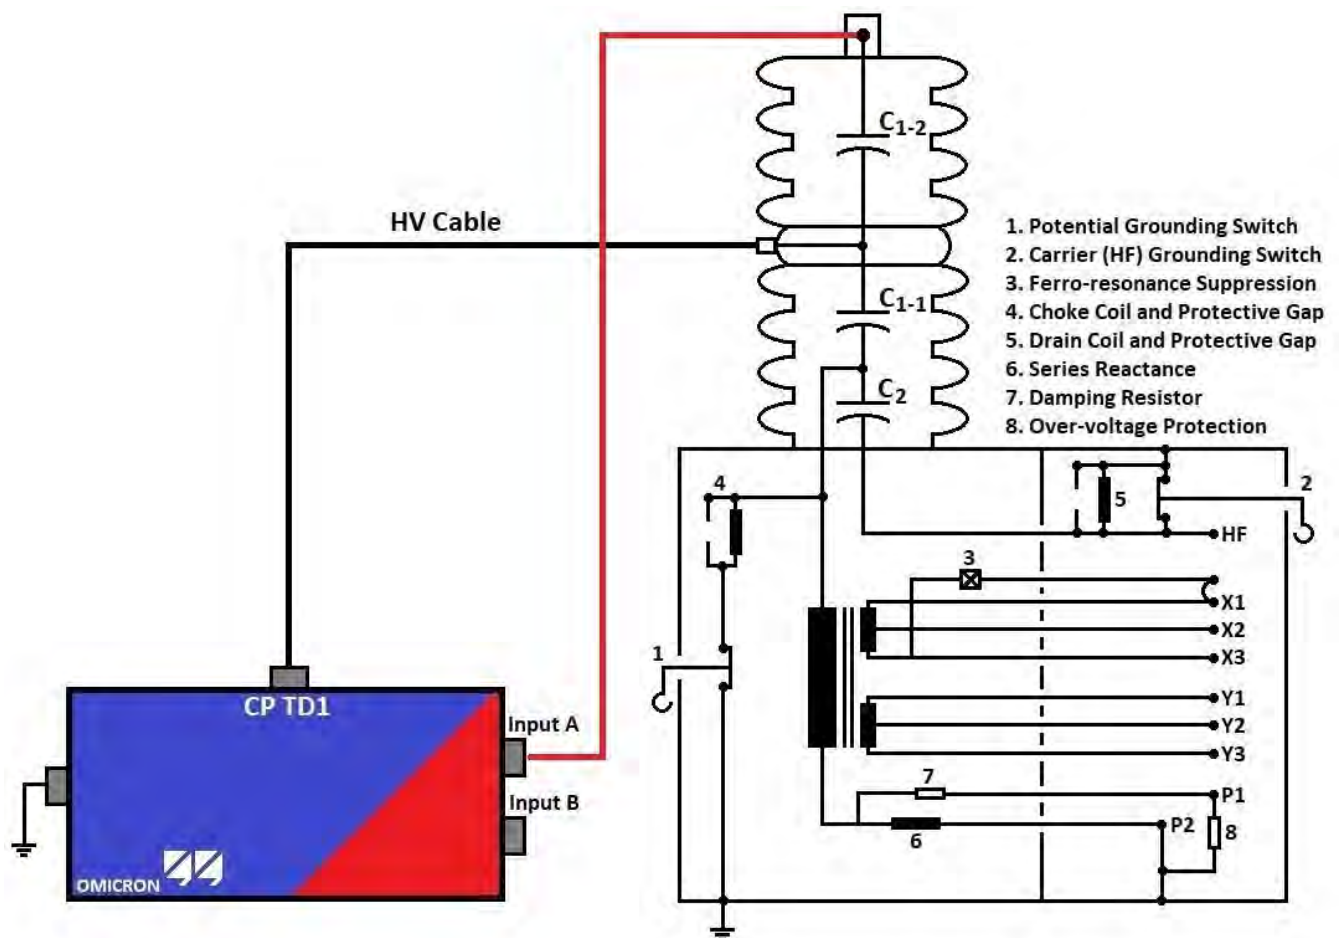 C1-2
HV Cable
1. Potential Grounding Switch
2. Carrier (HF) Grounding Switch
3. Ferro-resonance Suppression
4. Choke Coil and Protective Gap
5. Drain Coil and Protective Gap
6. Series Reactance
7. Damping Resistor
8. Over-voltage Protection
C1-1
C2
4
5
2
HF
3
X1
X2
X3
1
Y1
Y2
Y3
7
P1
P2
6
8
CP TD1
Input A
Input B
OMICRON